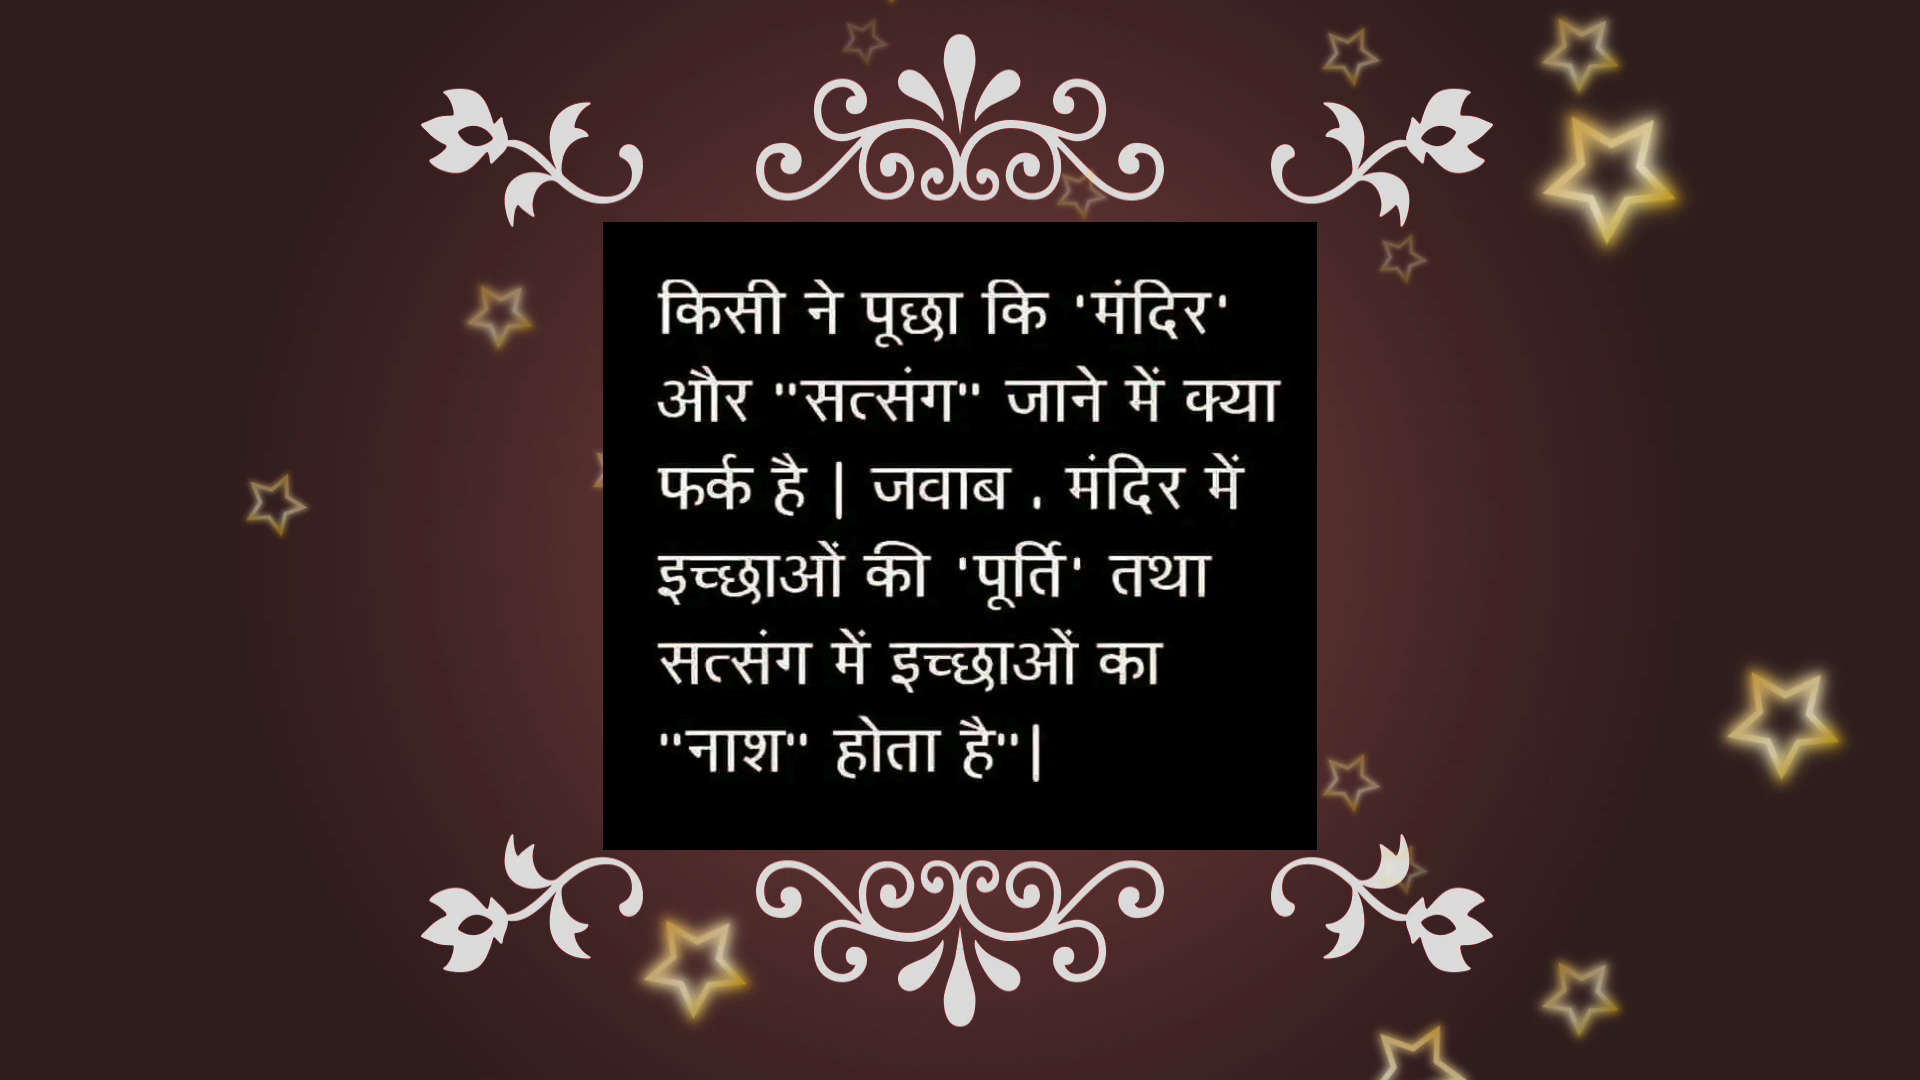 किसी ने पूछा कि 'मंदिर'
और "सत्संग" जाने में क्या
फर्क है | जवाब . मंदिर में
इच्छाओं की 'पूर्ति' तथा
सत्संग में इच्छाओं का
"नाश" होता है"|